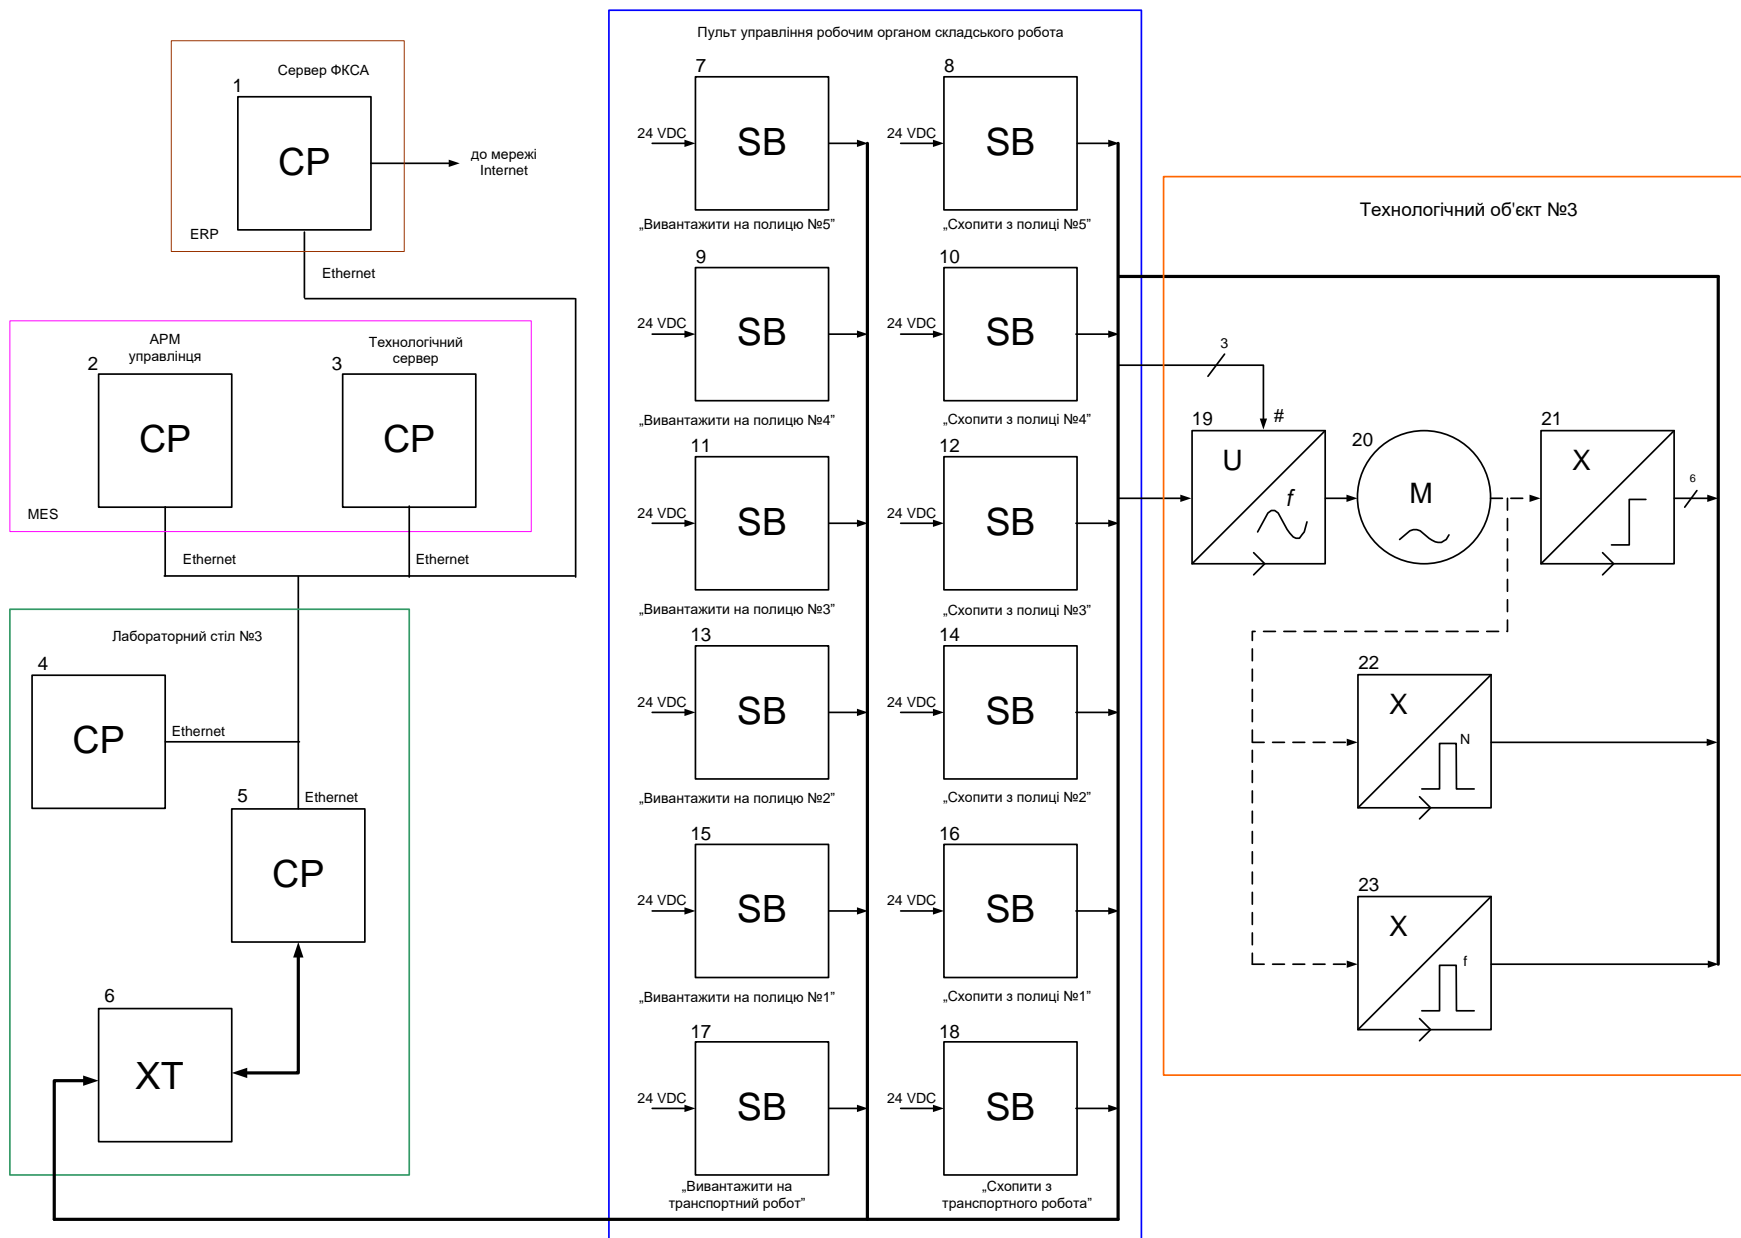 Сервер ФКСА
1
CP
до мережі
Internet
ERP
Ethernet
АРМ
управлінця
2
CP
Технологічний
сервер
3
CP
MES
Ethernet
Ethernet
Лабораторний стіл №3
4
CP
Ethernet
5
Ethernet
CP
6
XT
Пульт управління робочим органом складського робота
7
24 VDC
SB
„Вивантажити на полицю №5”
8
24 VDC
SB
„Схопити з полиці №5”
9
24 VDC
SB
„Вивантажити на полицю №4”
10
24 VDC
SB
„Схопити з полиці №4”
11
24 VDC
SB
„Вивантажити на полицю №3”
12
24 VDC
SB
„Схопити з полиці №3”
13
24 VDC
SB
„Вивантажити на полицю №2”
14
24 VDC
SB
„Схопити з полиці №2”
15
24 VDC
SB
„Вивантажити на полицю №1”
16
24 VDC
SB
„Схопити з полиці №1”
17
24 VDC
SB
„Вивантажити на
транспортний робот”
18
24 VDC
SB
„Схопити з
транспортного робота”
Технологічний об'єкт №3
3
#
19
U
f
20
M
21
X
6
22
X
N
23
X
f